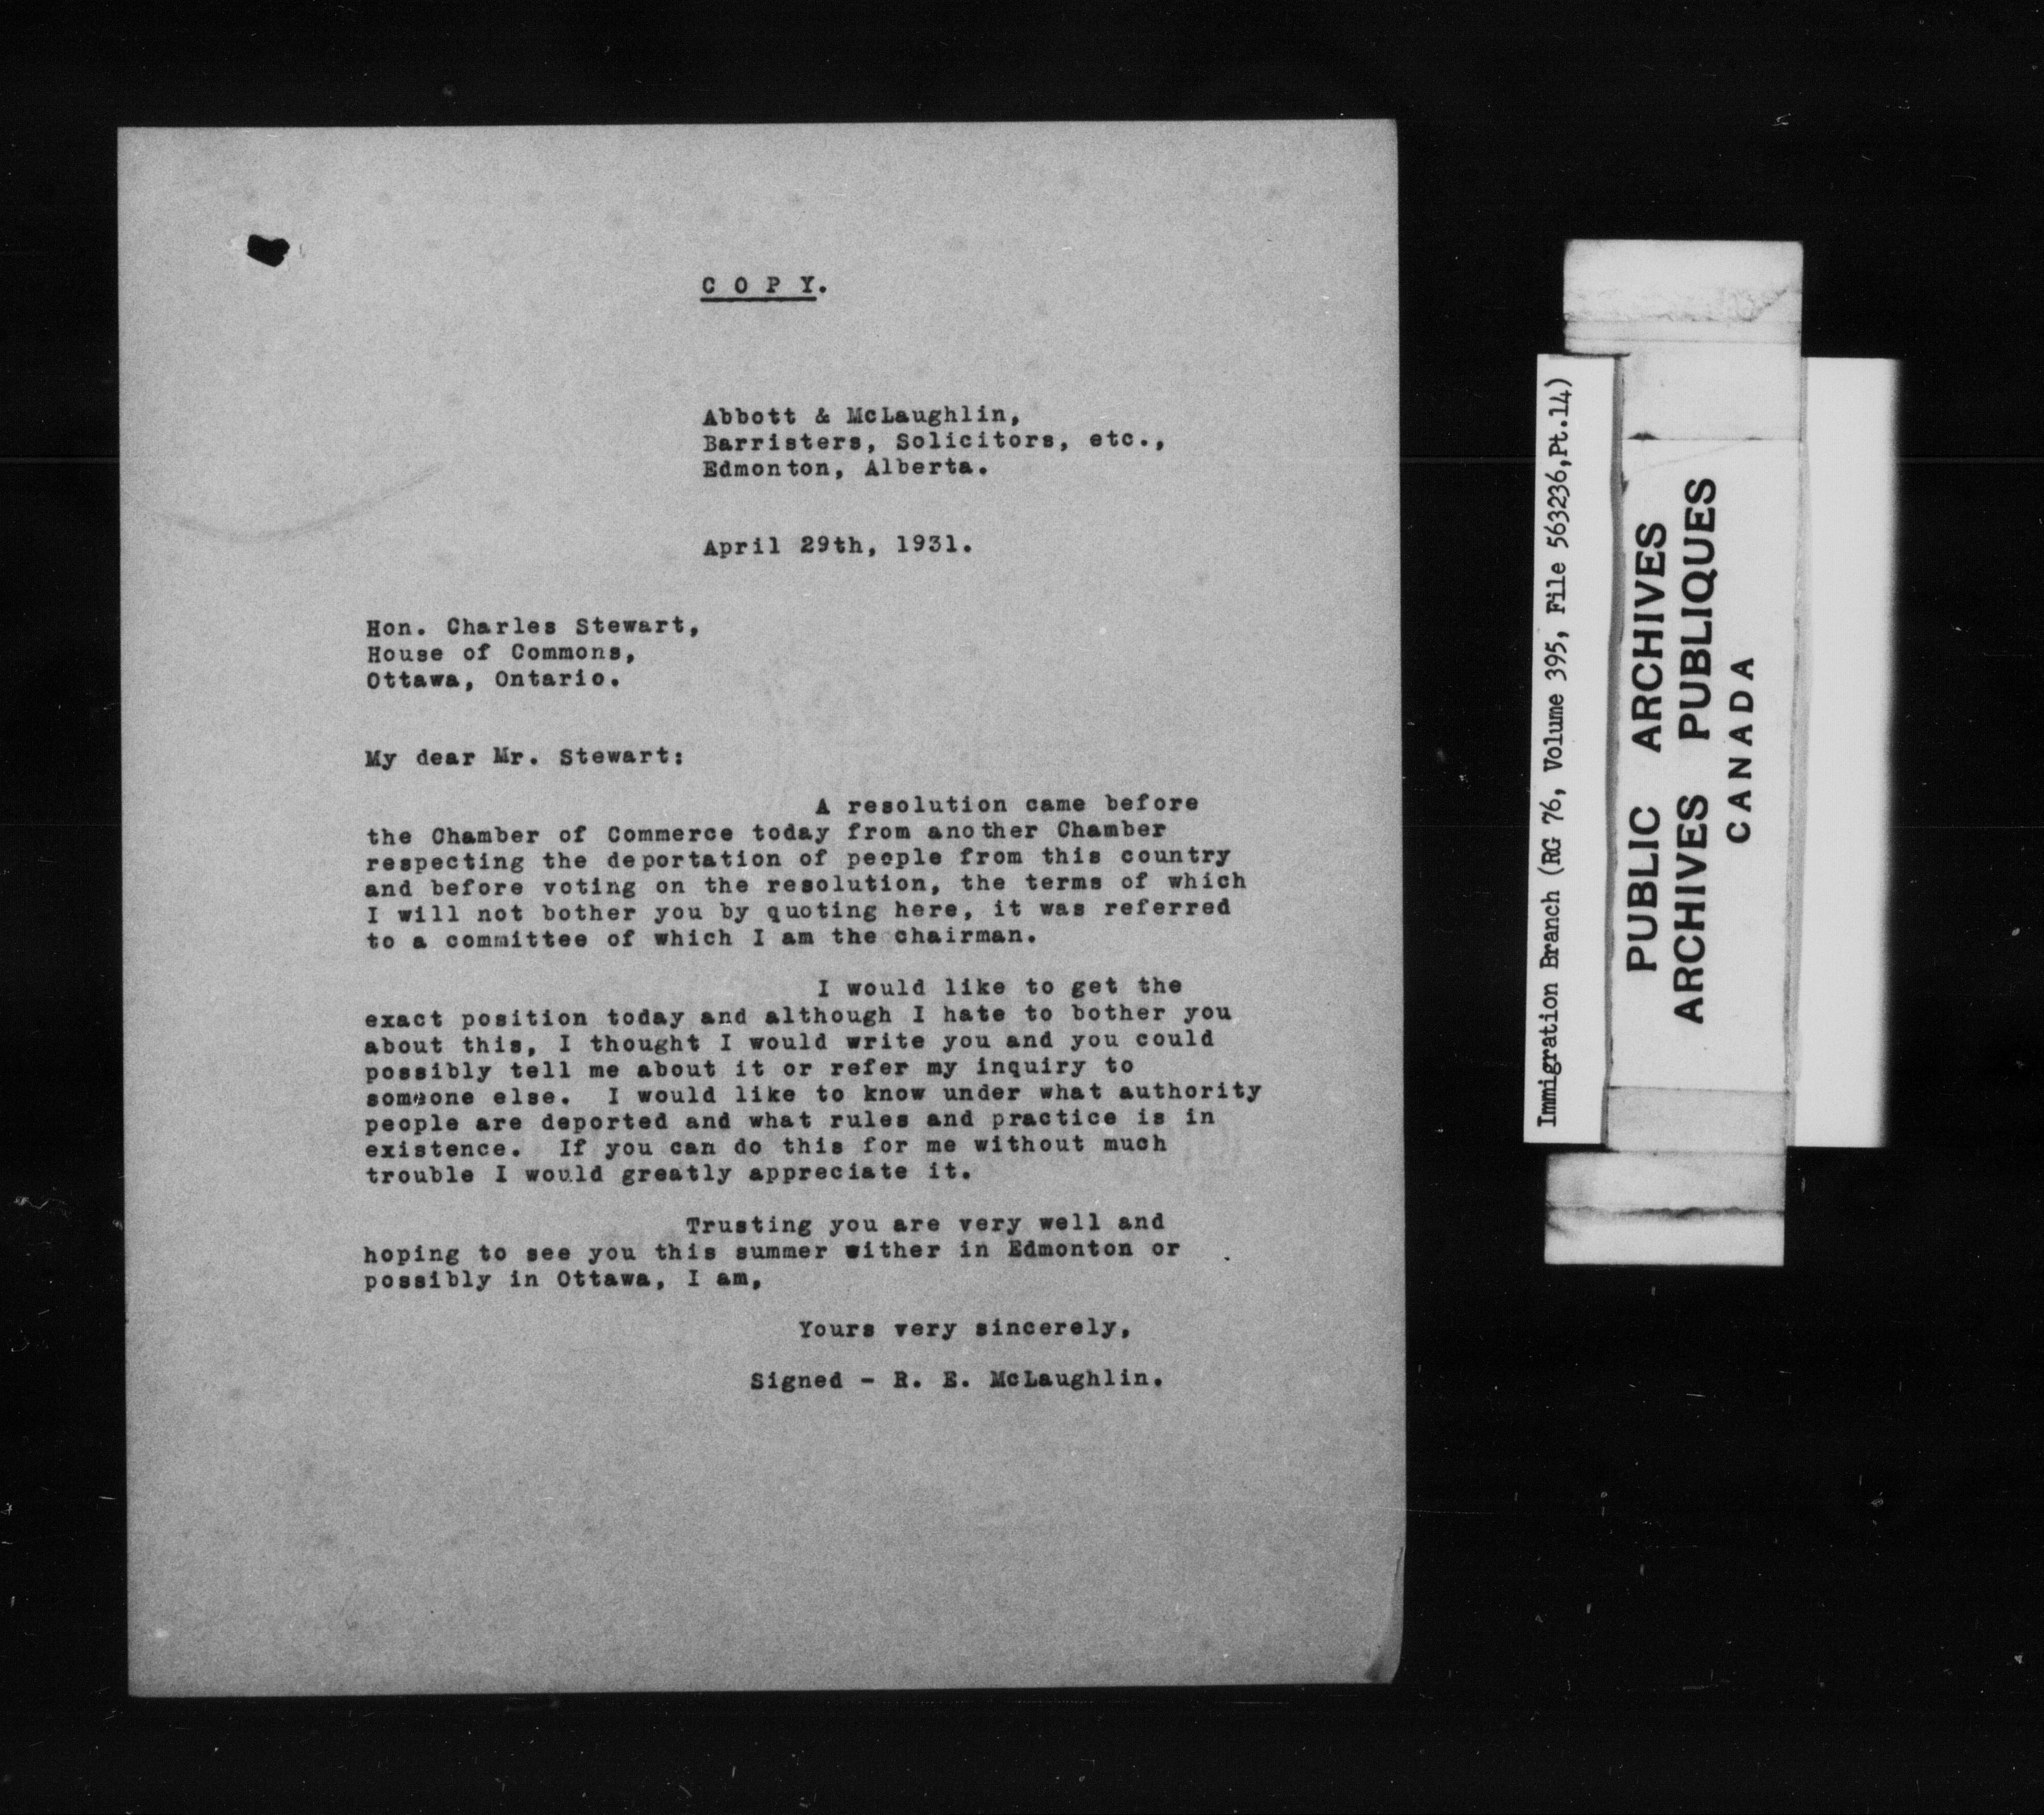 C O P Y.
Abbott & McLaughlin,
Barristers, Solicitors, etc.,
Edmonton, Alberta.
April 29th, 1931.
Hon. Charles Stewart,
House of Commons,
Ottawa, Ontario.
My dear Mr. Stewart:
A resolution came before
the Chamber of Commerce today from another Chamber
respecting the deportation of people from this country
and before voting on the resolution, the terms of which
I will not bother you by quoting here, it was referred
to a committee of which I am the chairman.
I would like to get the
exact position today and although I hate to bother you
about this, I thought I would write you and you could
possibly tell me about it or refer my inquiry to
someone else. I would like to know under what authority
people are deported and what rules and practice is in
existence. If you can do this for me without much
trouble I would greatly appreciate it.
Trusting you are very well and
hoping to see you this summer either in Edmonton or
possibly in Ottawa, I am,
Yours very sincerely,
Signed - R. E. McLaughlin.
Immigration Branch (RG 76, Volume 395, File 563236,Pt.14)
PUBLIC ARCHIVES
ARCHIVES PUBLIQUES
CANADA